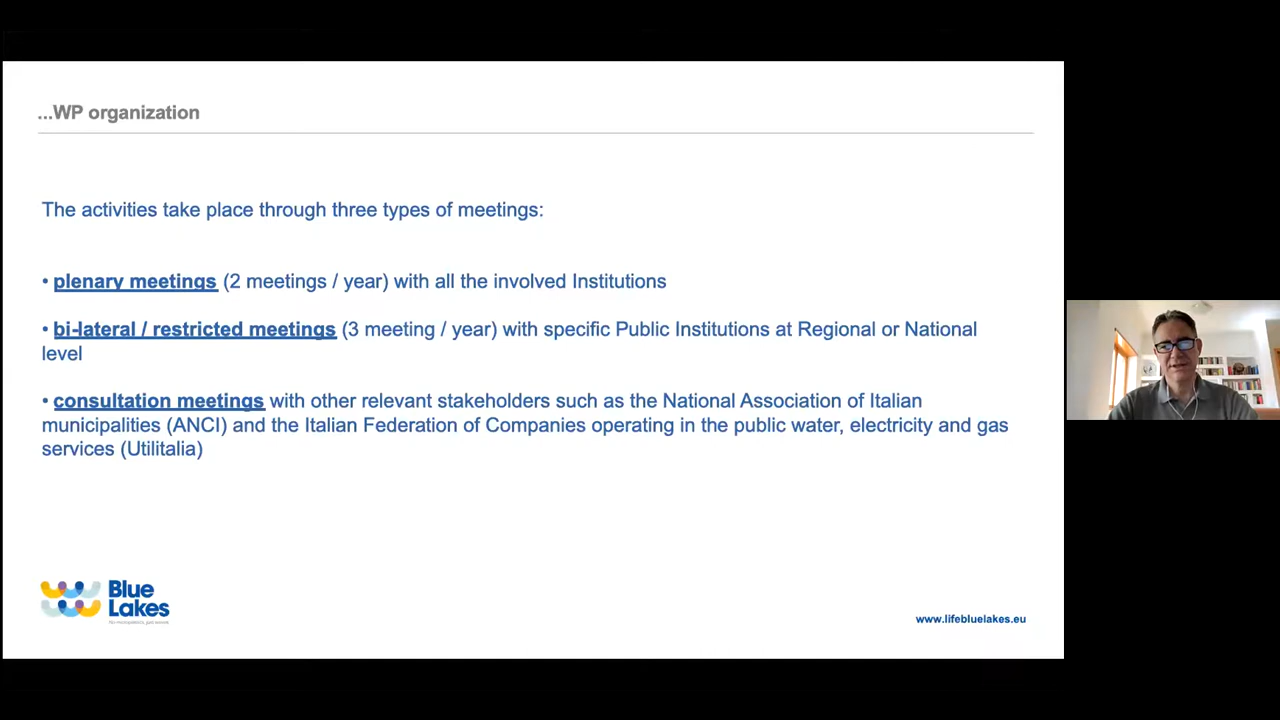 ...WP organization
The activities take place through three types of meetings:
• plenary meetings (2 meetings / year) with all the involved Institutions
• bi-lateral / restricted meetings (3 meeting / year) with specific Public Institutions at Regional or National
level
• consultation meetings with other relevant stakeholders such as the National Association of Italian
municipalities (ANCI) and the Italian Federation of Companies operating in the public water, electricity and gas
services (Utilitalia)
Blue
Lakes
www.lifebluelakes.eu